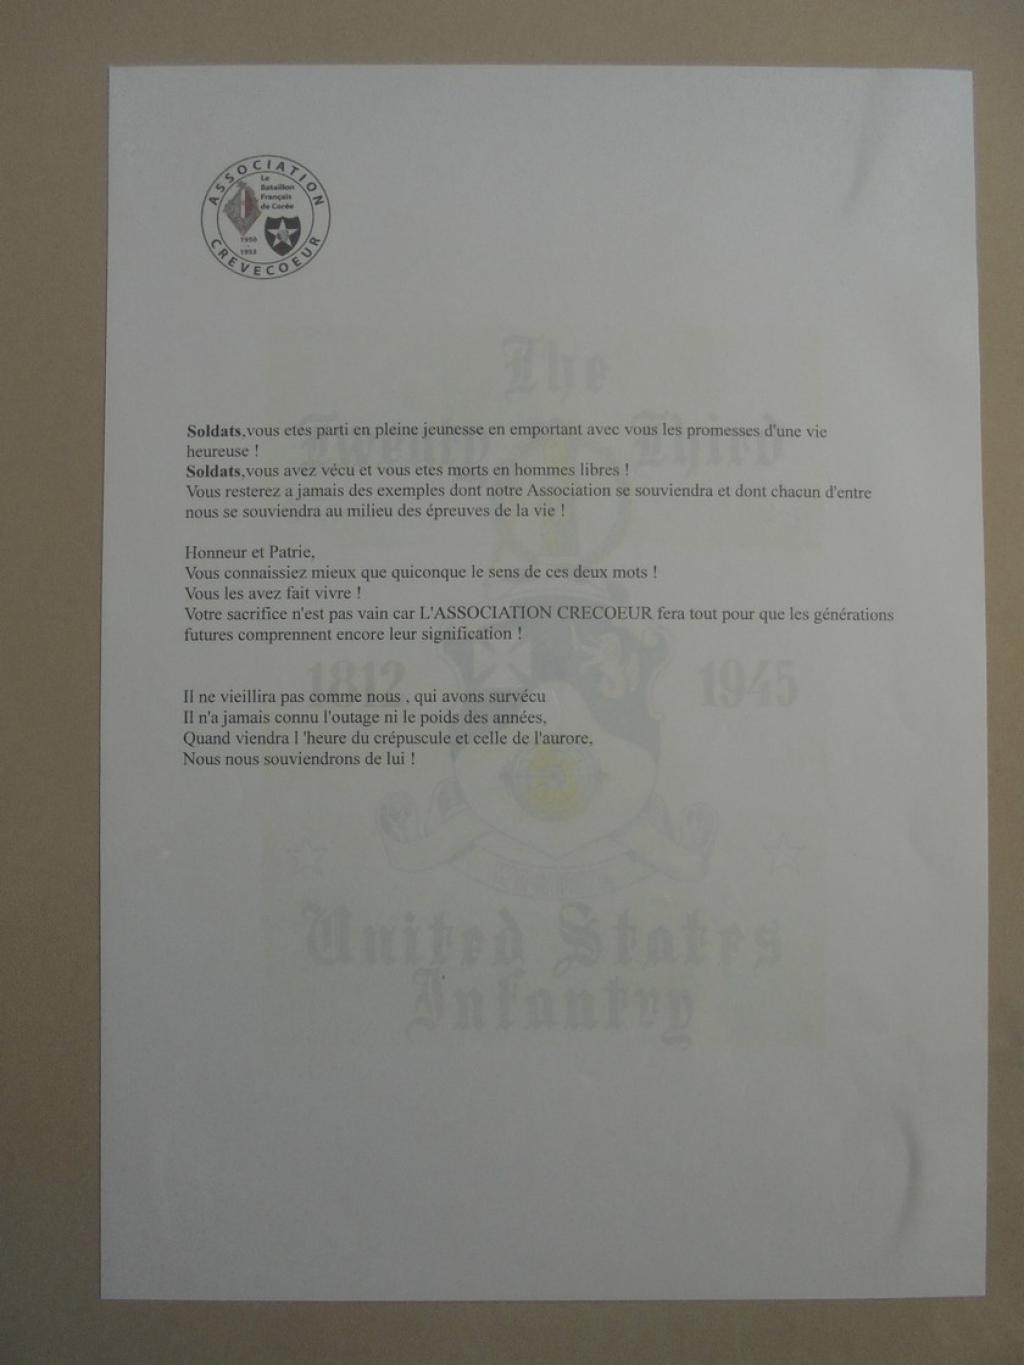 ASSOCIATION
Le
Bataillon
Français
de Corée
1950
-
1953
CREVECOEUR
The
Twenty Third
Soldats,vous etes parti en pleine jeunesse en emportant avec vous les promesses d'une vie
heureuse !
Soldats,vous avez vécu et vous etes morts en hommes libres !
Vous resterez a jamais des exemples dont notre Association se souviendra et dont chacun d'entre
nous se souviendra au milieu des épreuves de la vie !
Honneur et Patrie,
Vous connaissiez mieux que quiconque le sens de ces deux mots !
Vous les avez fait vivre !
Votre sacrifice n'est pas vain car L'ASSOCIATION CRECOEUR fera tout pour que les générations
futures comprennent encore leur signification !
1812 1945
Il ne vieillira pas comme nous , qui avons survécu
Il n'a jamais connu l'outage ni le poids des années,
Quand viendra l 'heure du crépuscule et celle de l'aurore,
Nous nous souviendrons de lui !
United States
Infantry